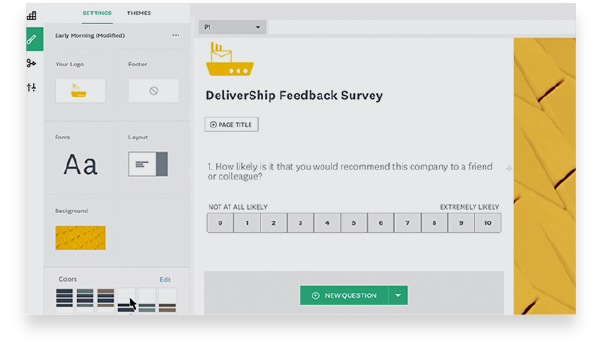 SETTINGS THEMES
Early Morning (Modified) ...
Your Logo Footer
Fonts Layout
Aa
Background
Colors Edit
P1
DeliverShip Feedback Survey
PAGE TITLE
1. How likely is it that you would recommend this company to a friend
or colleague?
NOT AT ALL LIKELY EXTREMELY LIKELY
0 1 2 3 4 5 6 7 8 9 10
NEW QUESTION